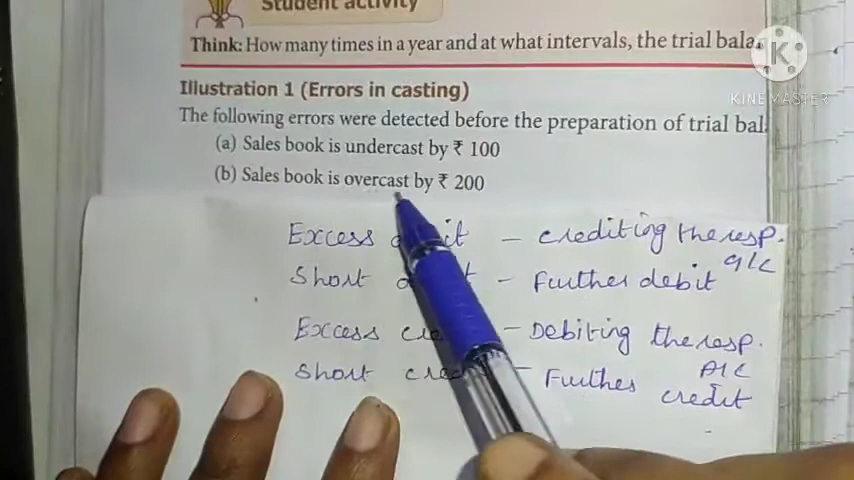 Student activity
Think: How many times in a year and at what intervals, the trial
KINEMASTER
Illustration 1 (Errors in casting)
The following errors were detected before the preparation of trial
(a) Sales book is undercast by ₹ 100
(b) Sales book is overcast by ₹ 200
Excess – crediting the resp. a/c
Short – Further debit
Excess – Debiting the resp. A/C
Short – Further credit